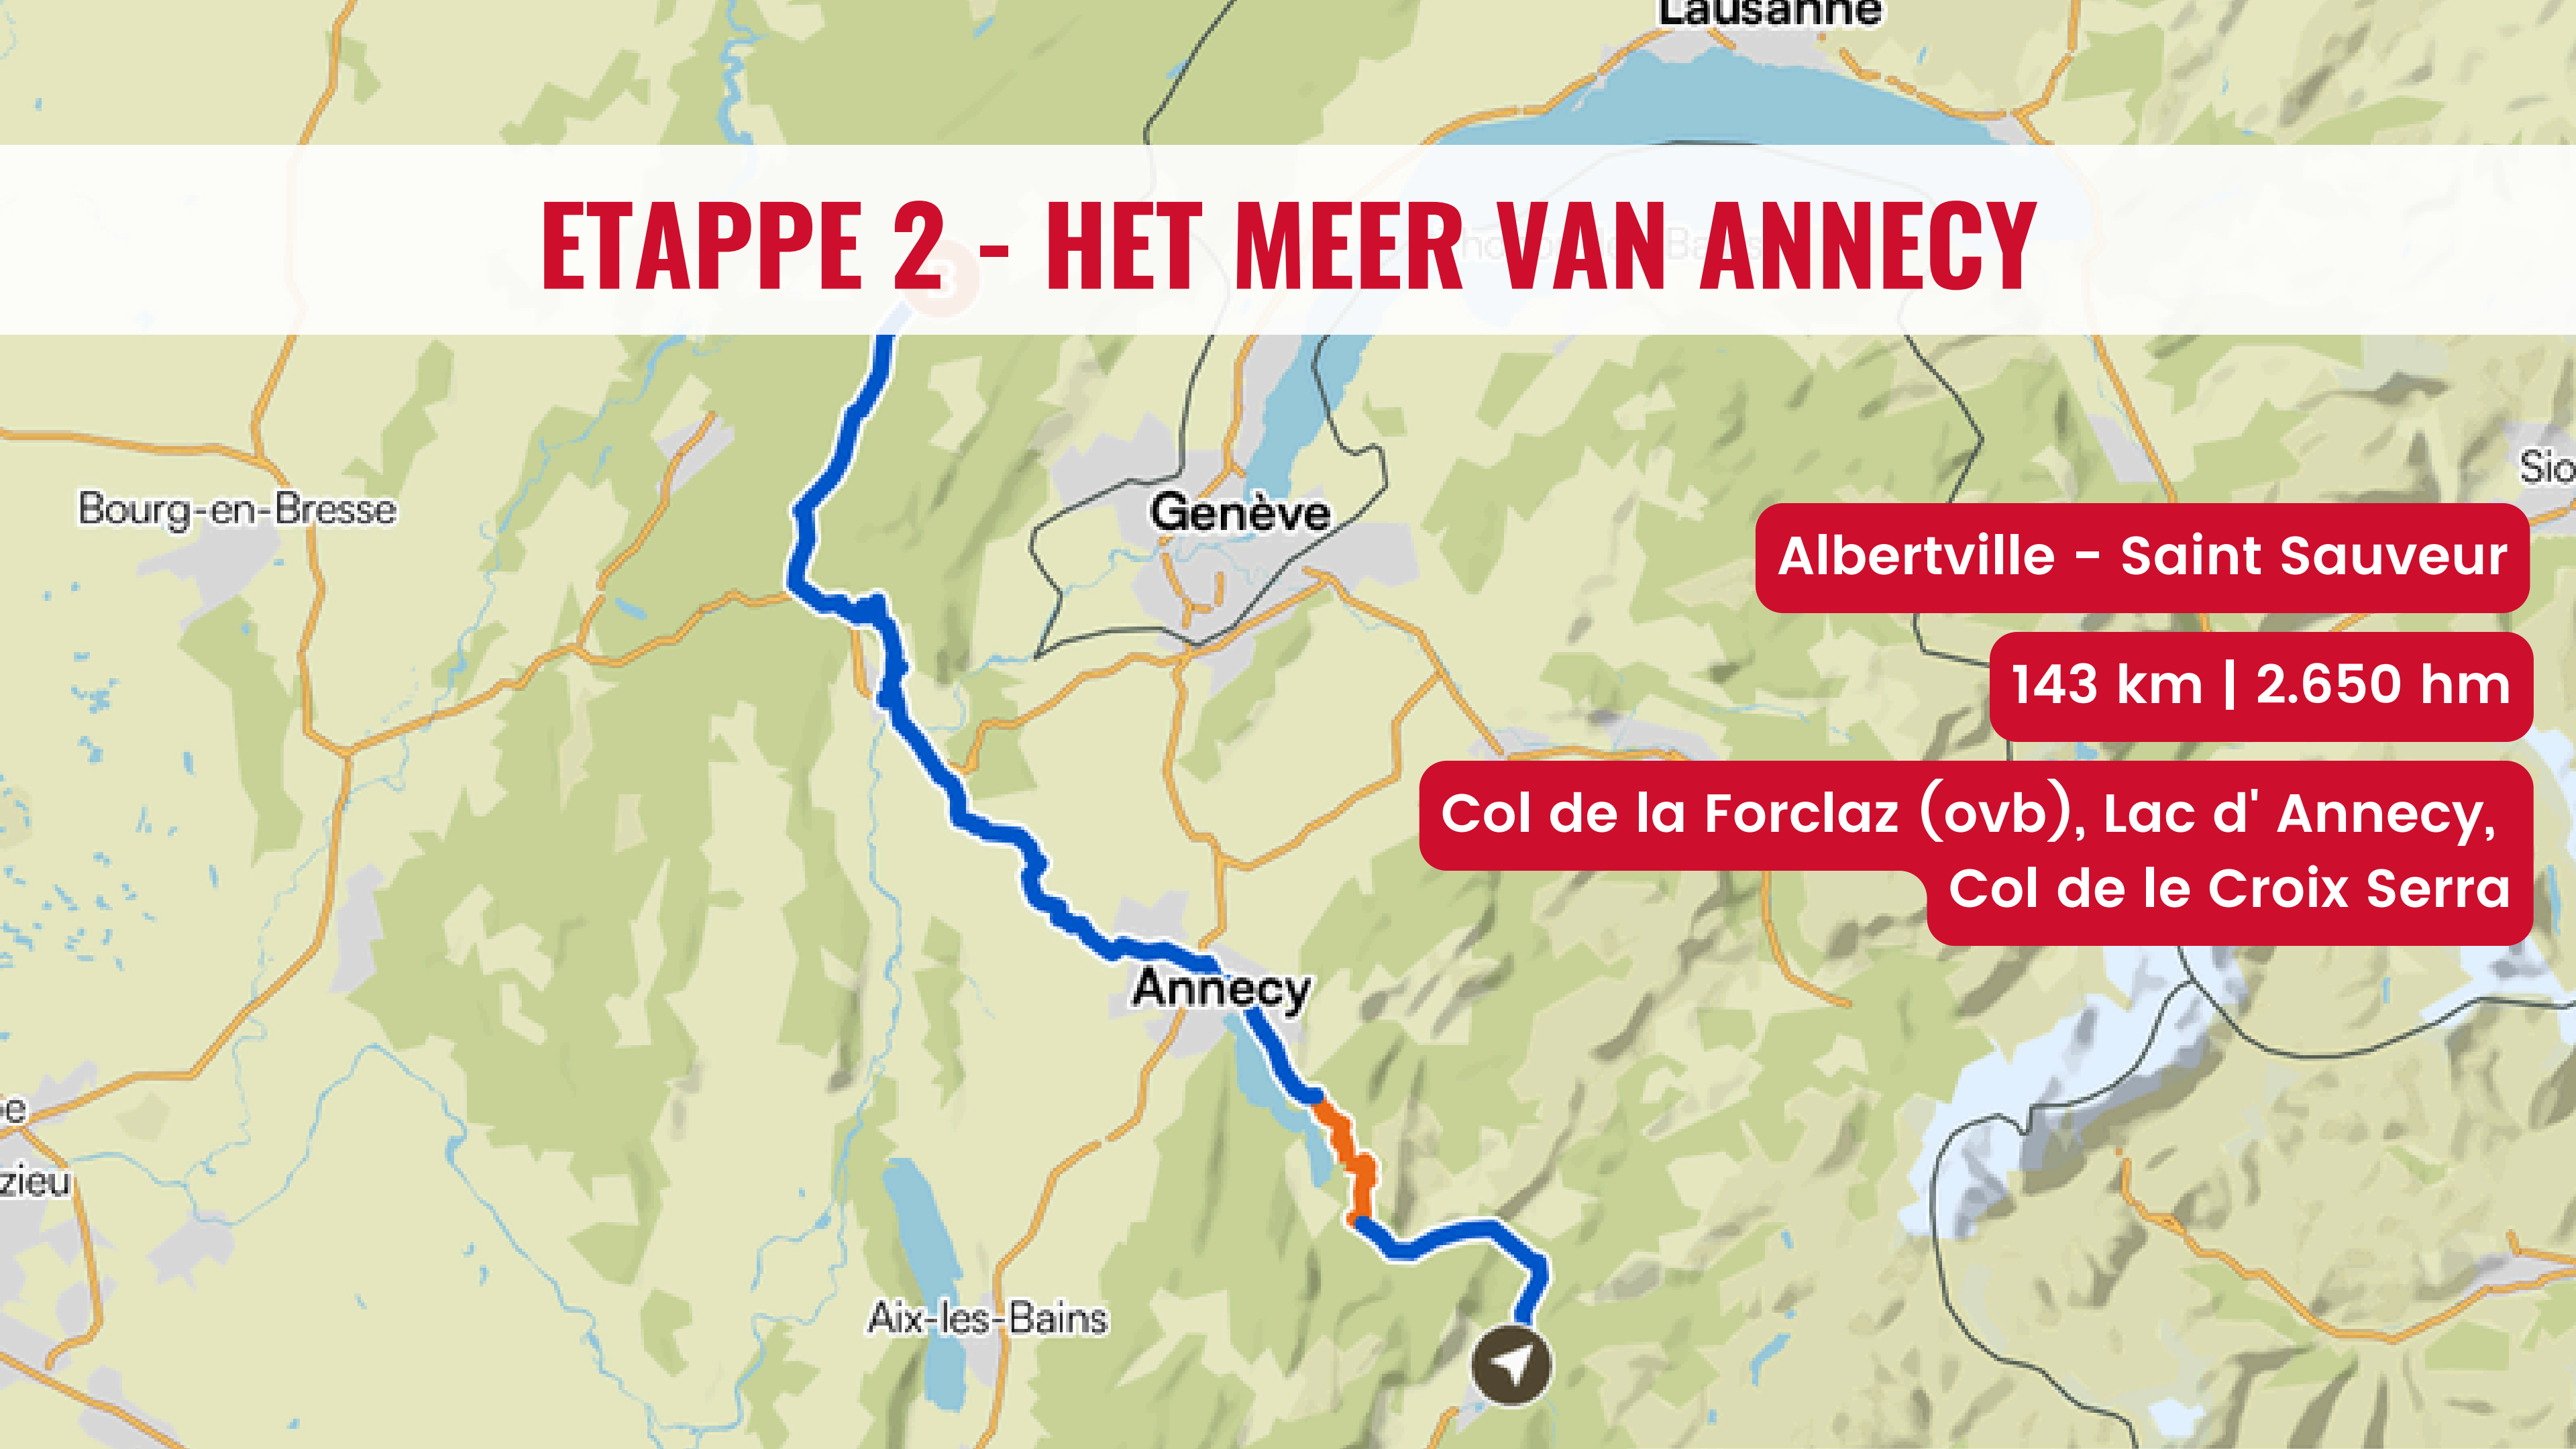 Lausanne
ETAPPE 2 - HET MEER VAN ANNECY
3
Bourg-en-Bresse
Genève
Albertville - Saint Sauveur
143 km | 2.650 hm
Col de la Forclaz (ovb), Lac d' Annecy,
Col de le Croix Serra
Annecy
Aix-les-Bains